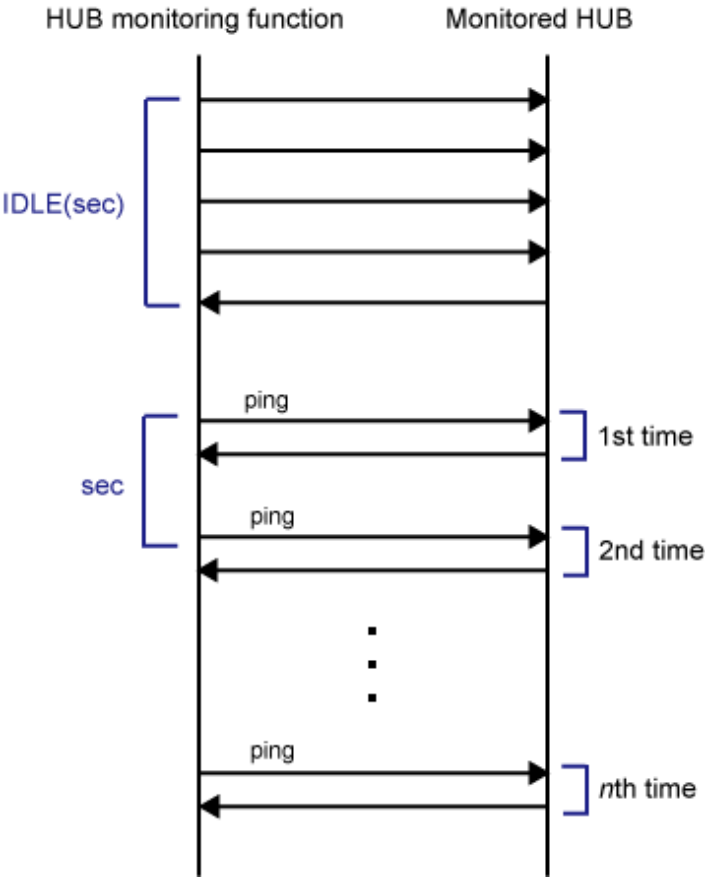 HUB monitoring function
Monitored HUB
IDLE(sec)
ping
1st time
sec
ping
2nd time
ping
nth time